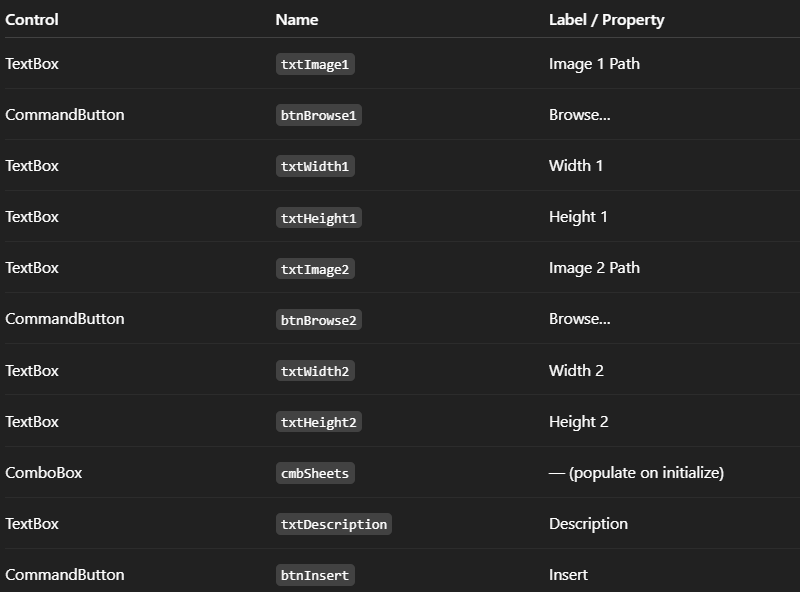 Control Name Label / Property
TextBox txtImage1 Image 1 Path
CommandButton btnBrowse1 Browse...
TextBox txtWidth1 Width 1
TextBox txtHeight1 Height 1
TextBox txtImage2 Image 2 Path
CommandButton btnBrowse2 Browse...
TextBox txtWidth2 Width 2
TextBox txtHeight2 Height 2
ComboBox cmbSheets — (populate on initialize)
TextBox txtDescription Description
CommandButton btnInsert Insert